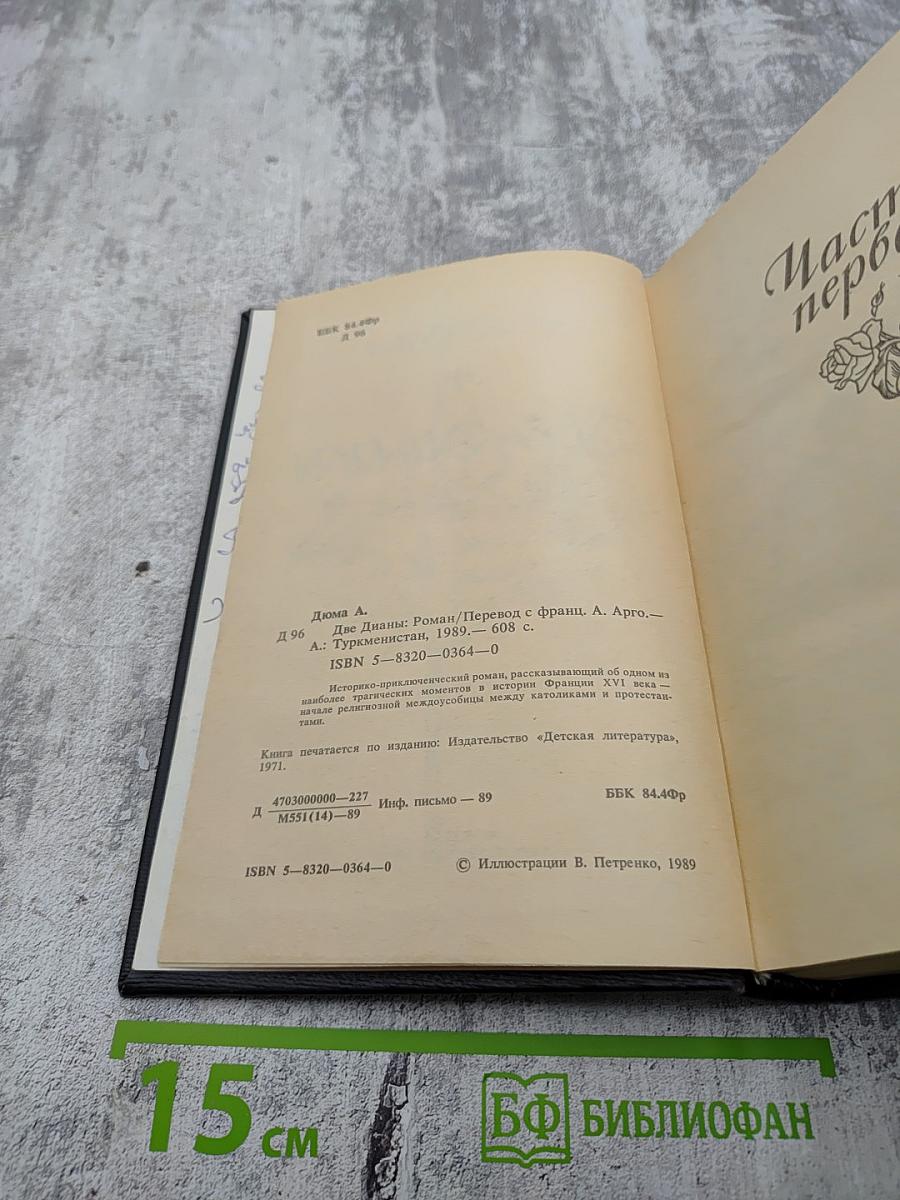 ББК 84.4Фр
Д 96
Дюма А.
Д 96 Две Дианы: Роман/Перевод с франц. А. Арго.—
А.: Туркменистан, 1989.— 608 с.
ISBN 5—8320—0364—0
Историко-приключенческий роман, рассказывающий об одном из
наиболее трагических моментов в истории Франции XVI века —
начале религиозной междоусобицы между католиками и протестан-
тами.
Книга печатается по изданию: Издательство «Детская литература»,
1971.
Д 4703000000—227
М551(14)—89
Инф. письмо — 89
ББК 84.4Фр
ISBN 5—8320—0364—0
© Иллюстрации В. Петренко, 1989
15 см
БФ БИБЛИОФАН